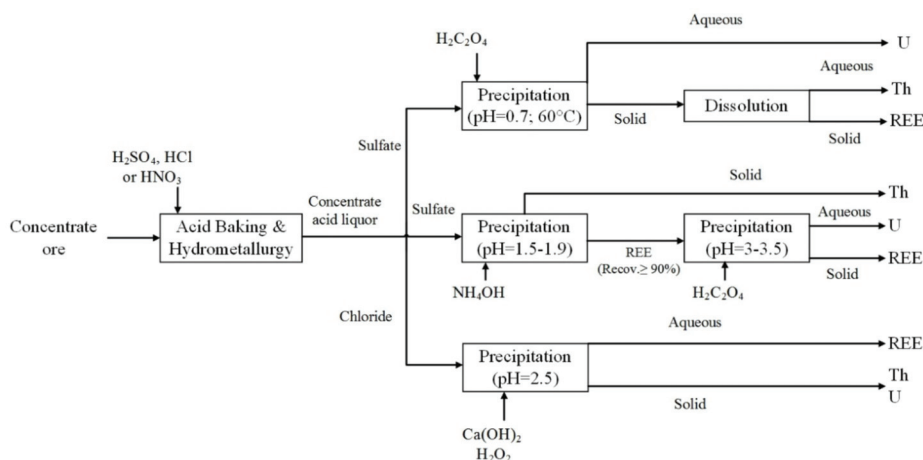 H₂C₂O₄
Aqueous
U
Precipitation
(pH=0.7; 60°C)
Solid
Dissolution
Aqueous
Th
REE
Solid
Sulfate
H₂SO₄, HCl
or HNO₃
Concentrate
ore
Acid Baking &
Hydrometallurgy
Concentrate
acid liquor
Sulfate
Solid
Th
Precipitation
(pH=1.5-1.9)
NH₄OH
REE
(Recov.≥ 90%)
Precipitation
(pH=3-3.5)
H₂C₂O₄
Aqueous
U
REE
Solid
Chloride
Precipitation
(pH=2.5)
Ca(OH)₂
H₂O₂
Aqueous
REE
Solid
Th
U